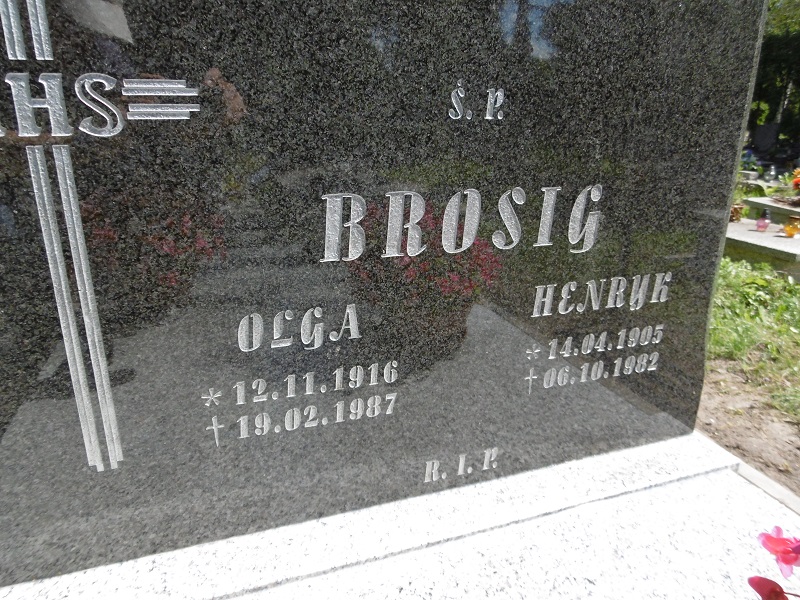 IHS
Ś. P.
BROSIG
OLGA
* 12.11.1916
† 19.02.1987
HENRYK
* 14.04.1905
† 06.10.1982
R. I. P.